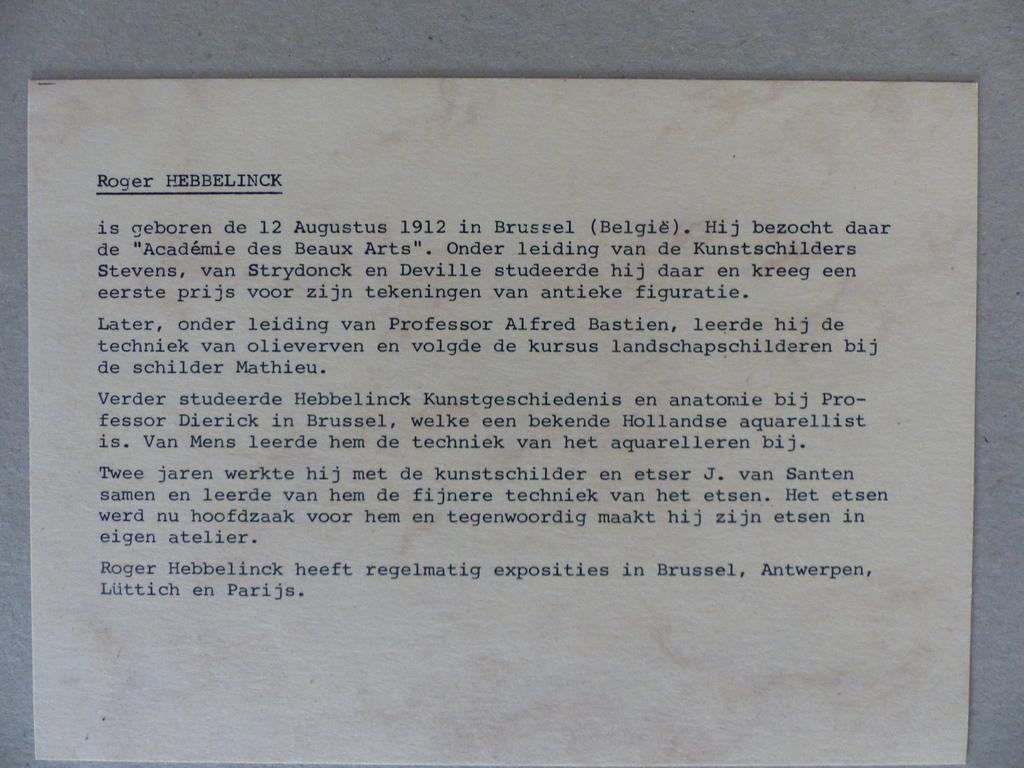 Roger HEBBELINCK
is geboren de 12 Augustus 1912 in Brussel (België). Hij bezocht daar
de "Académie des Beaux Arts". Onder leiding van de Kunstschilders
Stevens, van Strydonck en Deville studeerde hij daar en kreeg een
eerste prijs voor zijn tekeningen van antieke figuratie.
Later, onder leiding van Professor Alfred Bastien, leerde hij de
techniek van olieverven en volgde de kursus landschapschilderen bij
de schilder Mathieu.
Verder studeerde Hebbelinck Kunstgeschiedenis en anatomie bij Pro-
fessor Dierick in Brussel, welke een bekende Hollandse aquarellist
is. Van Mens leerde hem de techniek van het aquarelleren bij.
Twee jaren werkte hij met de kunstschilder en etser J. van Santen
samen en leerde van hem de fijnere techniek van het etsen. Het etsen
werd nu hoofdzaak voor hem en tegenwoordig maakt hij zijn etsen in
eigen atelier.
Roger Hebbelinck heeft regelmatig exposities in Brussel, Antwerpen,
Lüttich en Parijs.